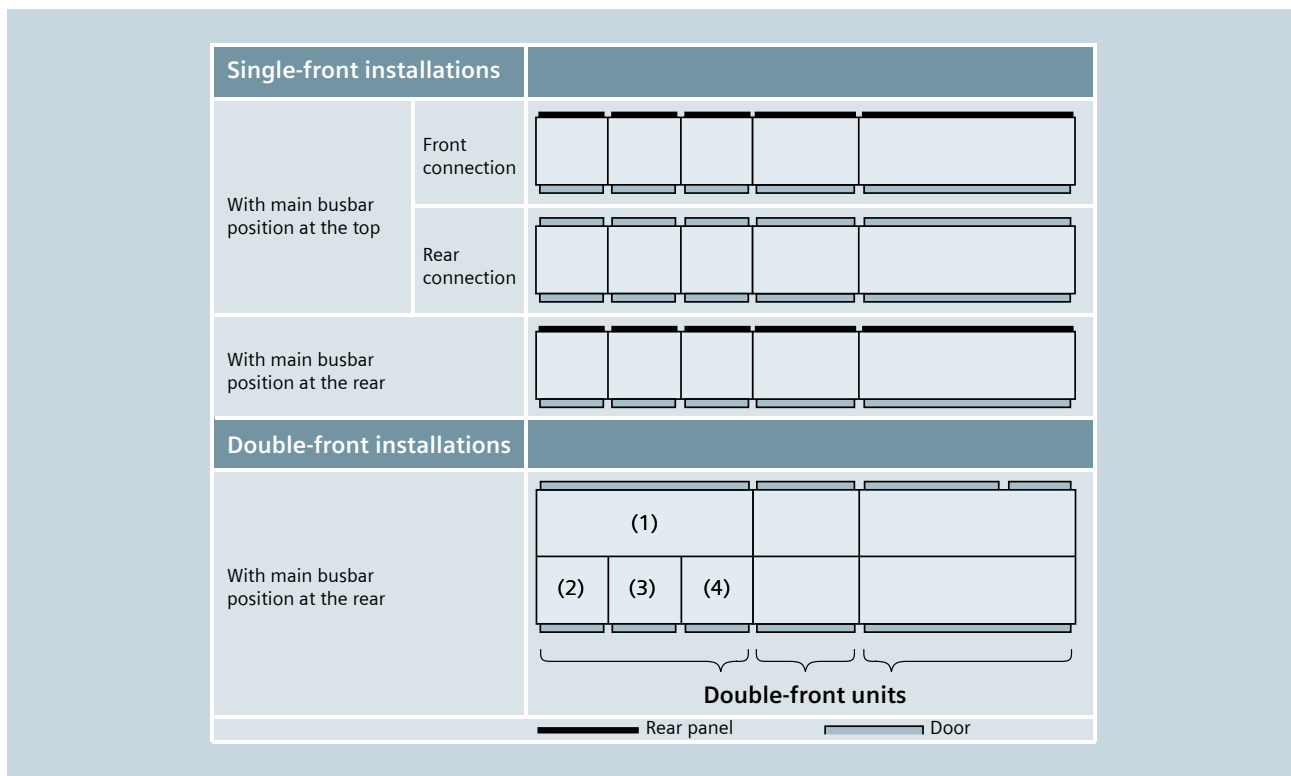 Single-front installations
Front
connection
With main busbar
position at the top
Rear
connection
With main busbar
position at the rear
Double-front installations
(1)
With main busbar
position at the rear
(2) (3) (4)
Double-front units
Rear panel Door